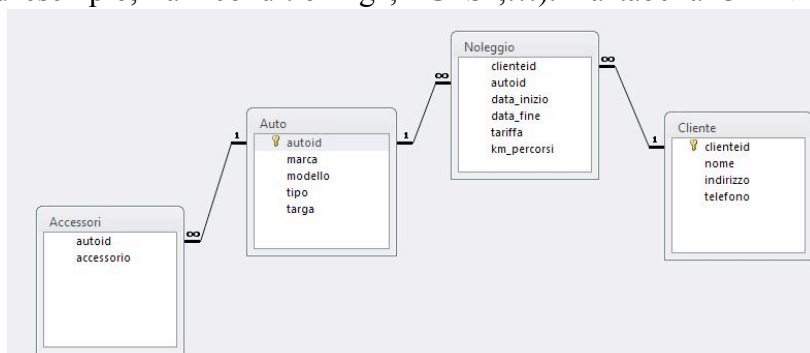 Noleggio
clienteid
autoid
data_inizio
data_fine
tariffa
km_percorsi
Auto
autoid
marca
modello
tipo
targa
Cliente
clienteid
nome
indirizzo
telefono
Accessori
autoid
accessorio
∞
1
1
∞
∞
1